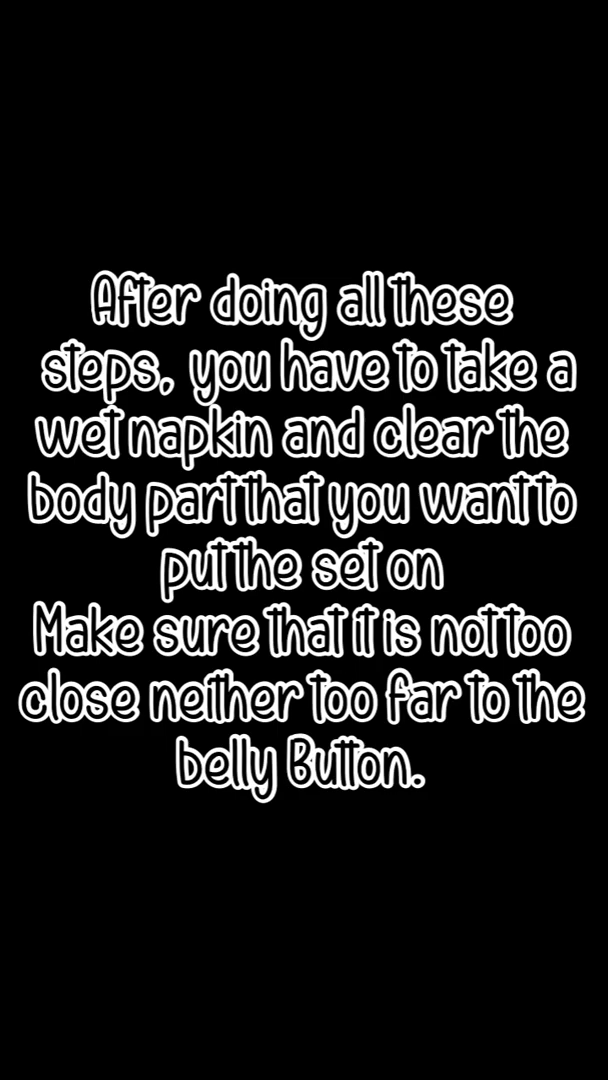 After doing all these
steps, you have to take a
wet napkin and clear the
body part that you want to
put the set on
Make sure that it is not too
close neither too far to the
belly Button.